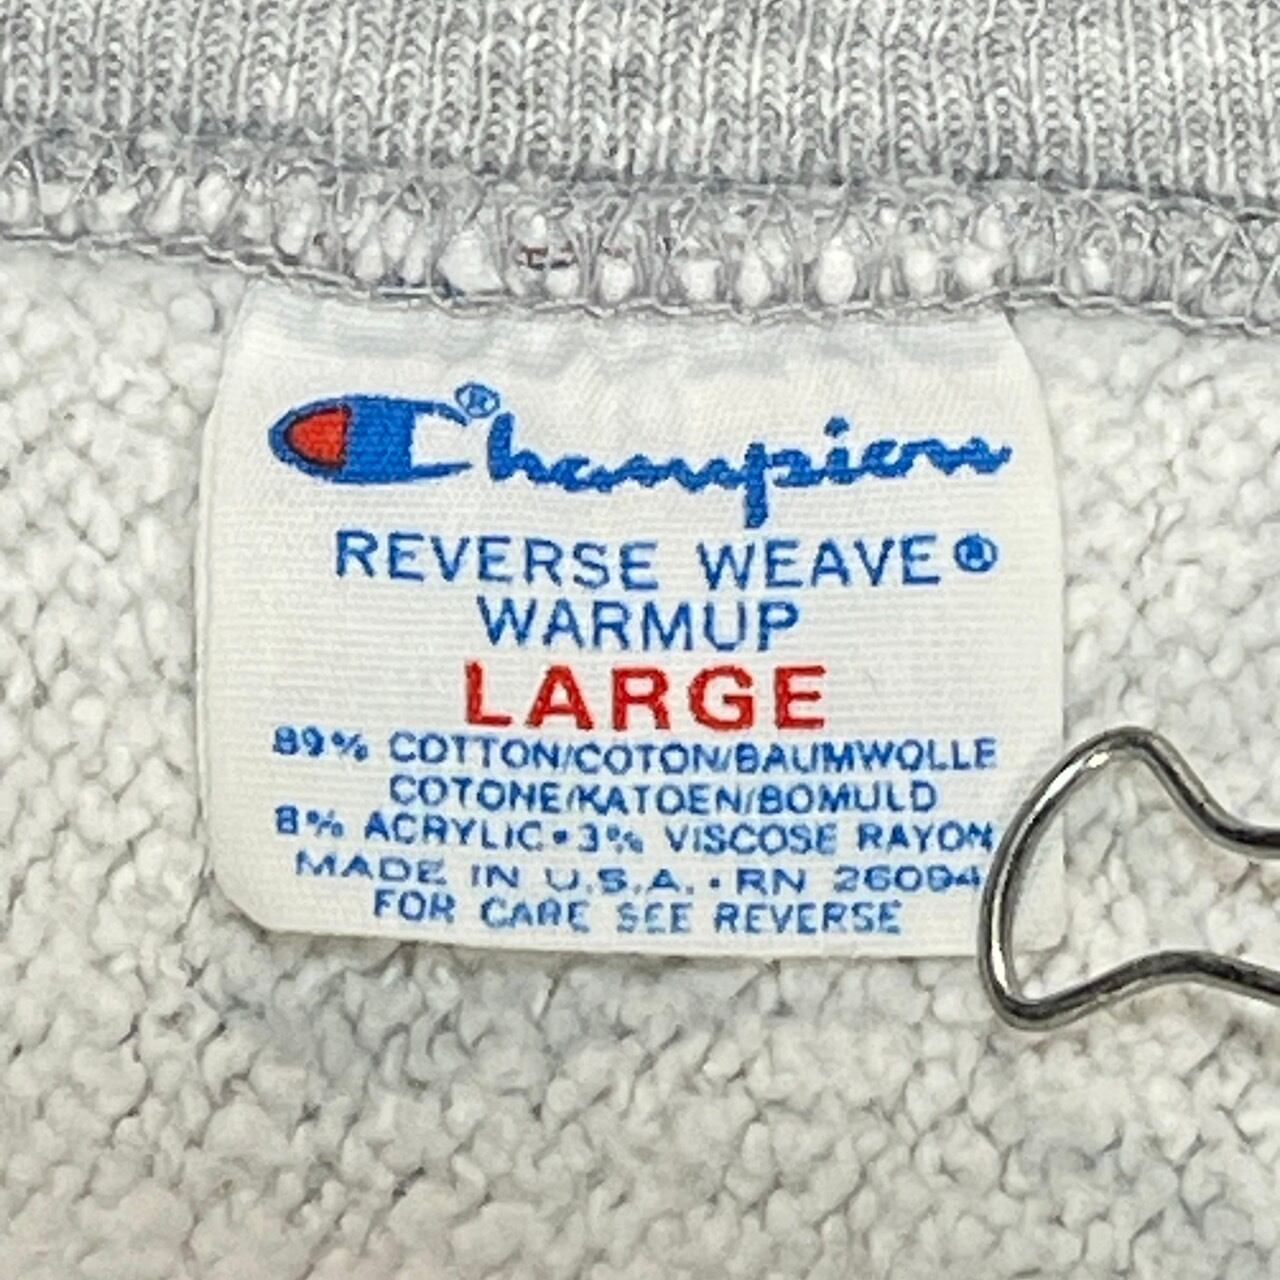 Champion®
REVERSE WEAVE®
WARMUP
LARGE
89% COTTON/COTON/BAUMWOLLE
COTONE/KATOEN/BOMULD
8% ACRYLIC • 3% VISCOSE RAYON
MADE IN U.S.A. • RN 26094
FOR CARE SEE REVERSE